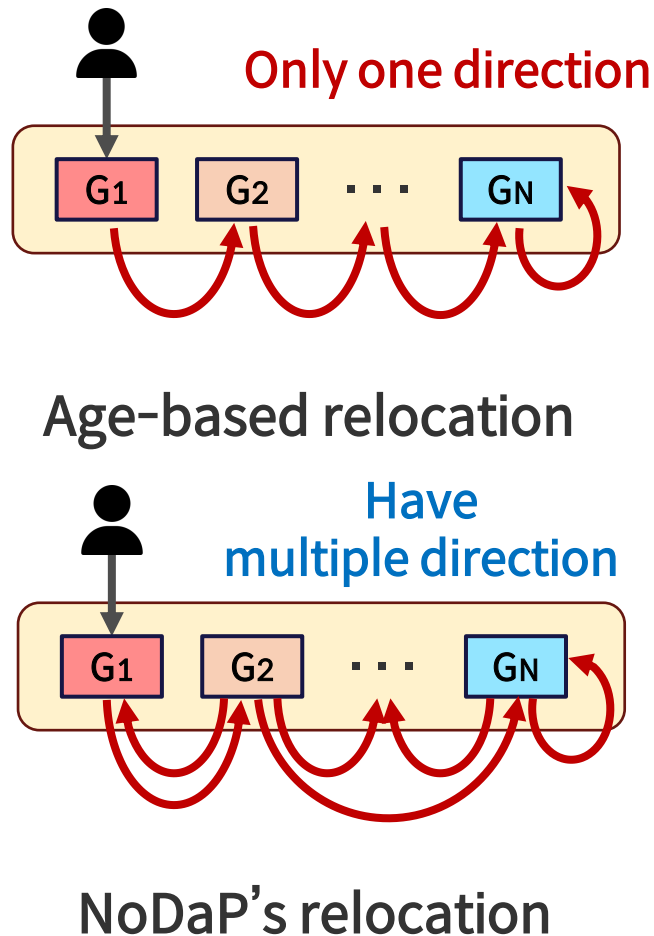 Only one direction
G1 G2 ... GN
Age-based relocation
Have
multiple direction
G1 G2 ... GN
NoDaP's relocation